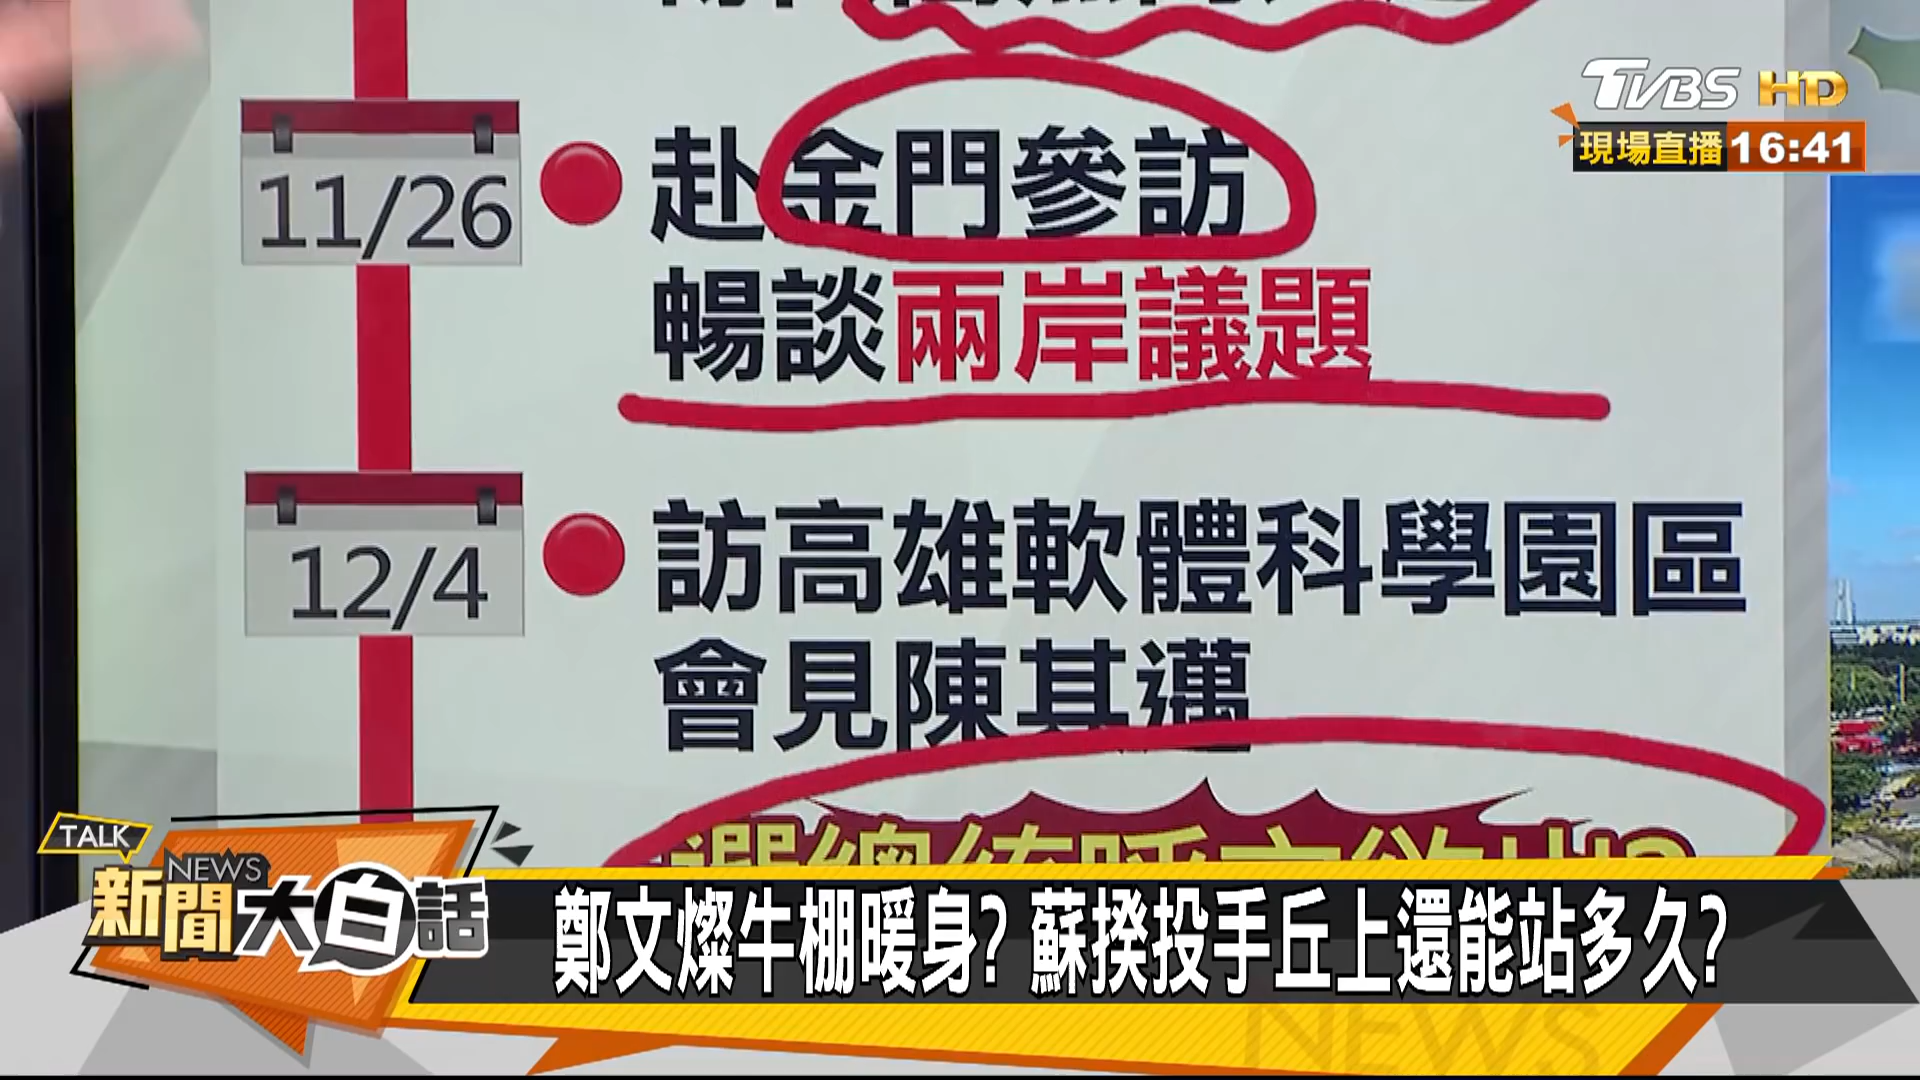 TVBS HD
現場直播 16:41
11/26
赴金門參訪
暢談兩岸議題
12/4
訪高雄軟體科學園區
會見陳其邁
TALK
NEWS
新聞大白話
鄭文燦牛棚暖身? 蘇揆投手丘上還能站多久?
NEWS